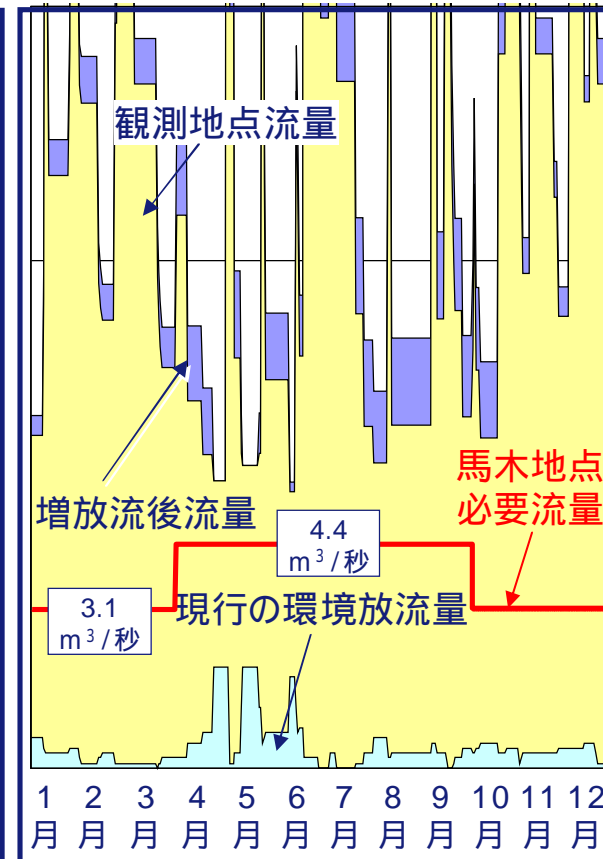 観測地点流量
馬木地点
必要流量
増放流後流量
4.4
m³/秒
3.1
m³/秒
現行の環境放流量
1 2 3 4 5 6 7 8 9 10 11 12
月 月 月 月 月 月 月 月 月 月 月 月